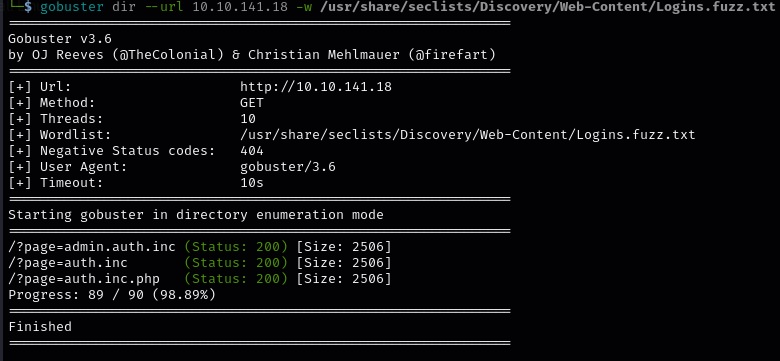 └─$ gobuster dir --url 10.10.141.18 -w /usr/share/seclists/Discovery/Web-Content/Logins.fuzz.txt
===============================================================
Gobuster v3.6
by OJ Reeves (@TheColonial) & Christian Mehlmauer (@firefart)
===============================================================
[+] Url:                     http://10.10.141.18
[+] Method:                  GET
[+] Threads:                 10
[+] Wordlist:                /usr/share/seclists/Discovery/Web-Content/Logins.fuzz.txt
[+] Negative Status codes:   404
[+] User Agent:              gobuster/3.6
[+] Timeout:                 10s
===============================================================
Starting gobuster in directory enumeration mode
===============================================================
/?page=admin.auth.inc (Status: 200) [Size: 2506]
/?page=auth.inc       (Status: 200) [Size: 2506]
/?page=auth.inc.php   (Status: 200) [Size: 2506]
Progress: 89 / 90 (98.89%)
===============================================================
Finished
===============================================================